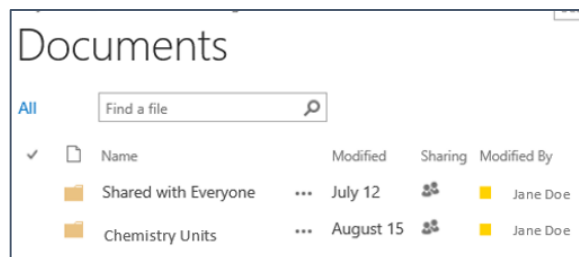 Documents
All Find a file
Name Modified Sharing Modified By
Shared with Everyone ... July 12 Jane Doe
Chemistry Units ... August 15 Jane Doe